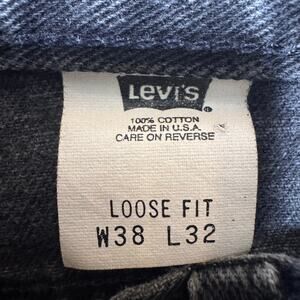 LEVI'S
100% COTTON
MADE IN U.S.A.
CARE ON REVERSE
LOOSE FIT
W38 L32